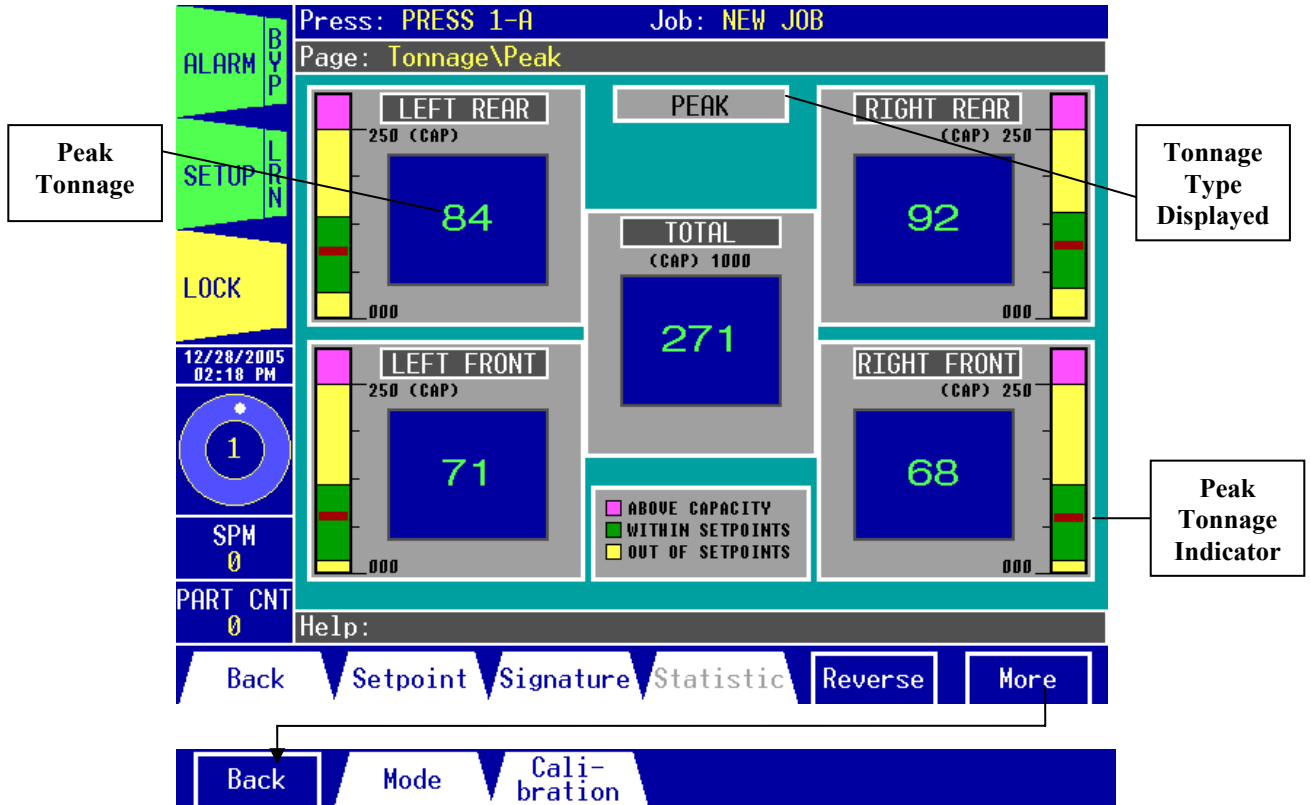 Press: PRESS 1-A Job: NEW JOB
Page: Tonnage\Peak
ALARM BYP
SETUP LRN
LOCK
12/28/2005
02:18 PM
1
SPM
0
PART CNT
0
LEFT REAR
250 (CAP)
84
000
PEAK
RIGHT REAR
(CAP) 250
92
000
TOTAL
(CAP) 1000
271
LEFT FRONT
250 (CAP)
71
000
RIGHT FRONT
(CAP) 250
68
000
ABOVE CAPACITY
WITHIN SETPOINTS
OUT OF SETPOINTS
Help:
Back Setpoint Signature Statistic Reverse More
Back Mode Cali-
bration
Peak
Tonnage
Tonnage
Type
Displayed
Peak
Tonnage
Indicator